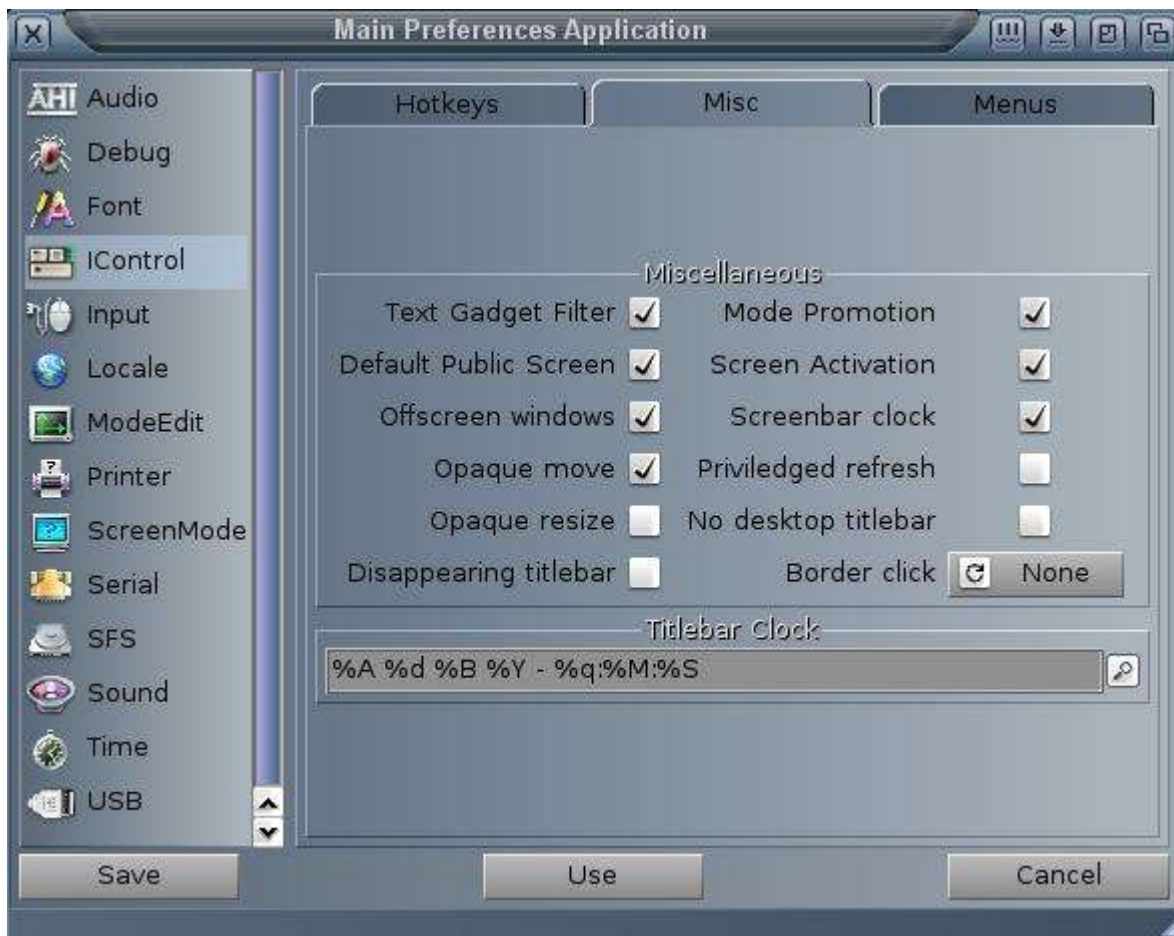 Main Preferences Application
AHI Audio
Debug
Font
IControl
Input
Locale
ModeEdit
Printer
ScreenMode
Serial
SFS
Sound
Time
USB
Hotkeys Misc Menus
Miscellaneous
Text Gadget Filter Mode Promotion
Default Public Screen Screen Activation
Offscreen windows Screenbar clock
Opaque move Priviledged refresh
Opaque resize No desktop titlebar
Disappearing titlebar Border click None
Titlebar Clock
%A %d %B %Y - %q:%M:%S
Save Use Cancel